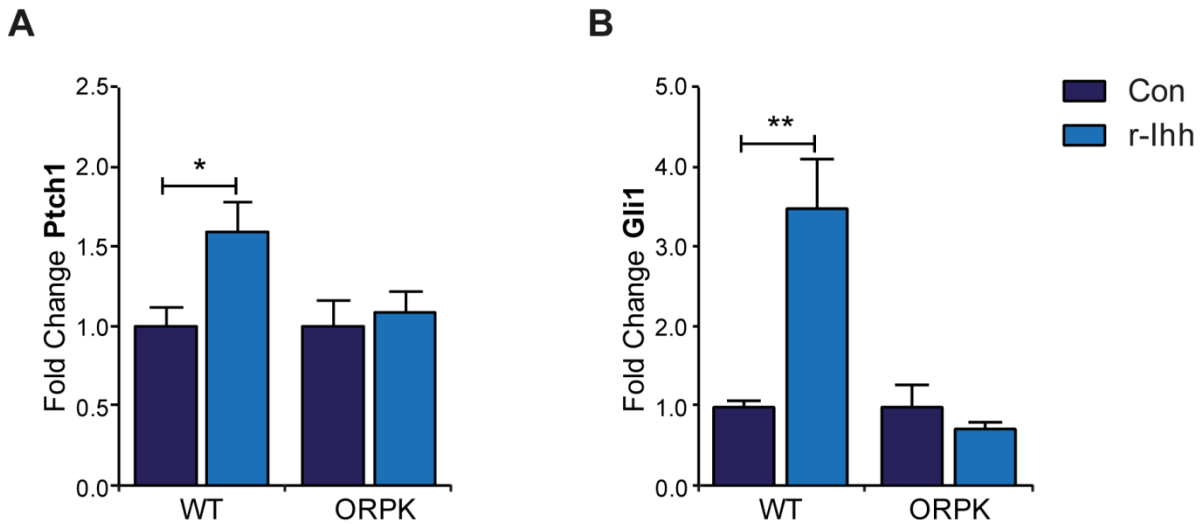 A
Fold Change Ptch1
2.5
2.0
1.5
1.0
0.5
0.0
*
WT
ORPK
B
Fold Change Gli1
5.0
4.0
3.0
2.0
1.0
0.0
**
WT
ORPK
Con
r-Ihh